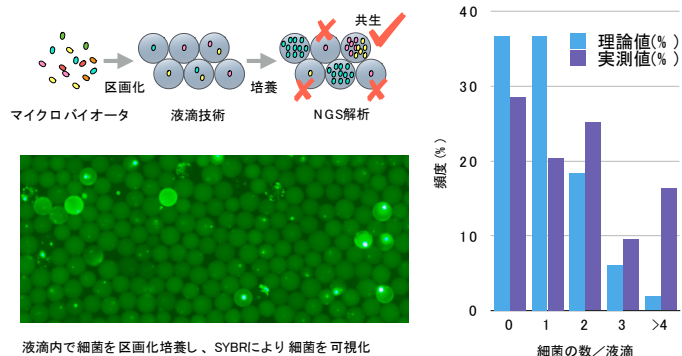 共生
区画化
培養
マイクロバイオータ
液滴技術
NGS解析
液滴内で細菌を区画化培養し、SYBRにより細菌を可視化
40
30
20
10
0
頻度(%)
理論値(%)
実測値(%)
0 1 2 3 >4
細菌の数／液滴